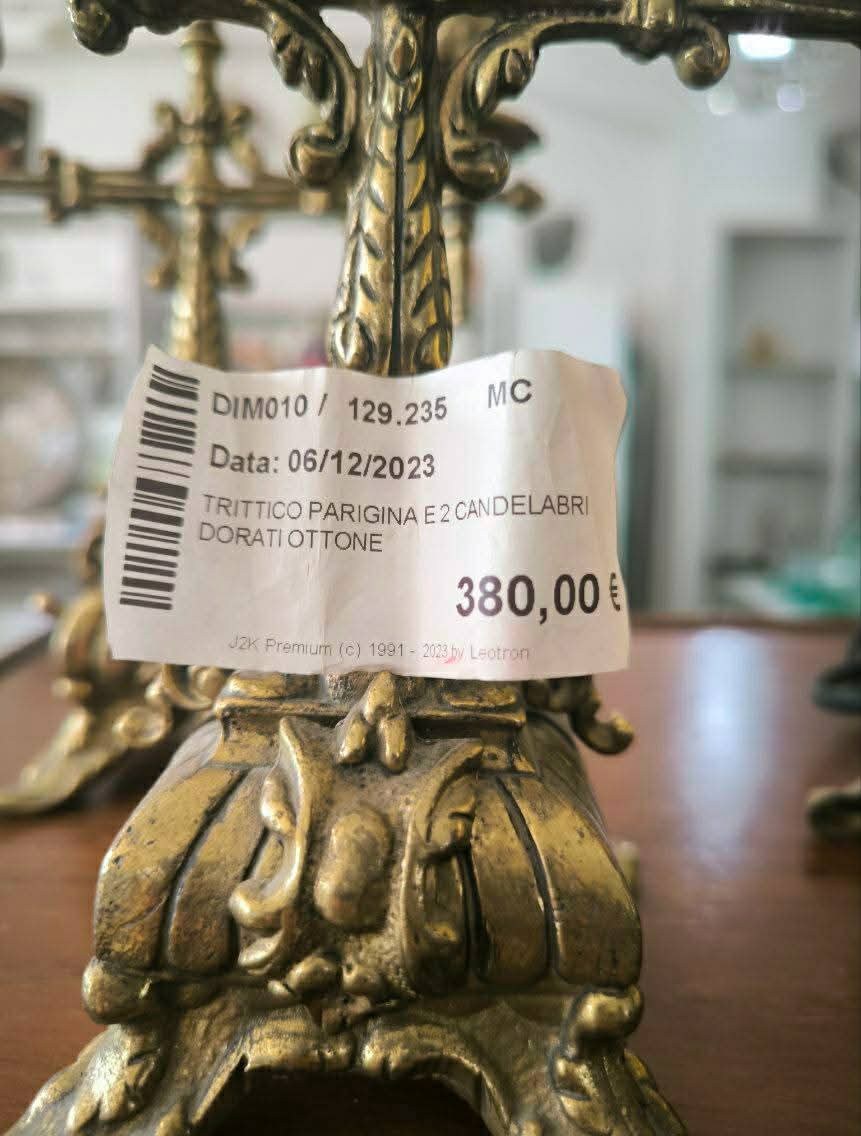 DIM010 / 129.235 MC
Data: 06/12/2023
TRITTICO PARIGINA E 2 CANDELABRI
DORATI OTTONE
380,00 €
J2K Premium (c) 1991 - 2023 by Leotron